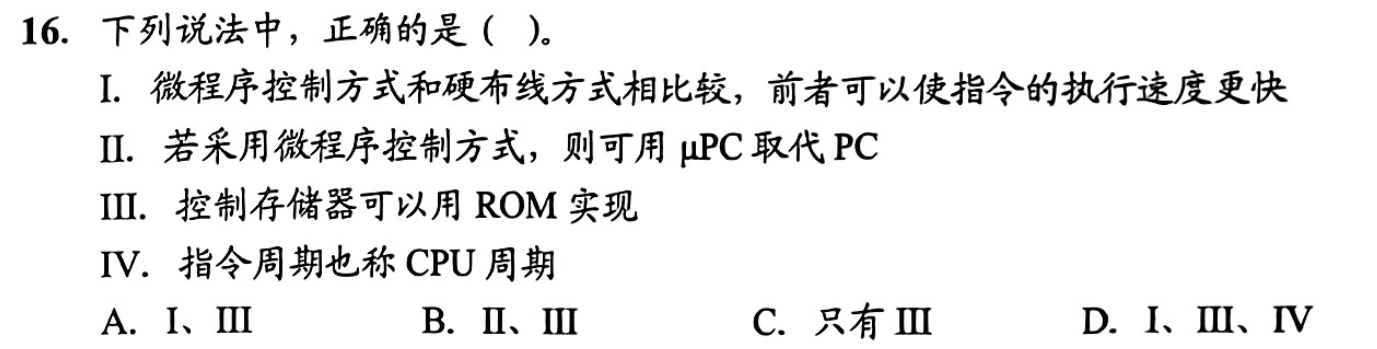 16. 下列说法中，正确的是（ ）。
I. 微程序控制方式和硬布线方式相比较，前者可以使指令的执行速度更快
II. 若采用微程序控制方式，则可用 μPC 取代 PC
III. 控制存储器可以用 ROM 实现
IV. 指令周期也称 CPU 周期
A. I、III B. II、III C. 只有 III D. I、III、IV